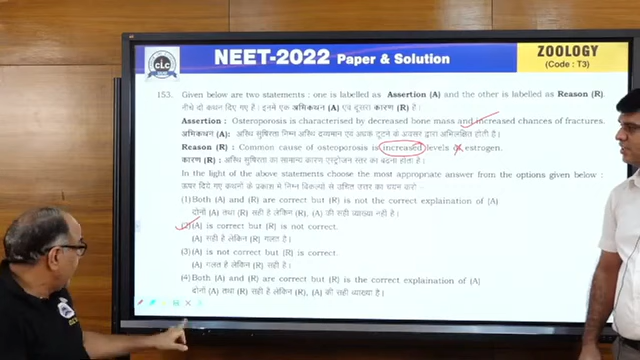 CLC
NEET-2022 Paper & Solution
ZOOLOGY
(Code : T3)
153. Given below are two statements : one is labelled as Assertion (A) and the other is labelled as Reason (R).
नीचे दो कथन दिए गए हैं : इनमें एक अभिकथन (A) एवं दूसरा कारण (R) है।
Assertion : Osteroporosis is characterised by decreased bone mass and increased chances of fractures.
अभिकथन (A): अस्थि सुषिरता निम्न अस्थि द्रव्यमान एवं अधिक टूटने के अवसर द्वारा अभिलक्षित होती है।
Reason (R) : Common cause of osteoporosis is increased levels of estrogen.
कारण (R) : अस्थि सुषिरता का सामान्य कारण एस्ट्रोजन स्तर का बढ़ना होता है।
In the light of the above statements choose the most appropriate answer from the options given below :
ऊपर दिए गए कथनों के प्रकाश में निम्न विकल्पों से उचित उत्तर का चयन करो
(1) Both (A) and (R) are correct but (R) is not the correct explaination of (A)
दोनों (A) तथा (R) सही है लेकिन (R), (A) की सही व्याख्या नहीं है।
(2) (A) is correct but (R) is not correct.
(A) सही है लेकिन (R) गलत है।
(3) (A) is not correct but (R) is correct.
(A) गलत है लेकिन (R) सही है।
(4) Both (A) and (R) are correct but (R) is the correct explaination of (A)
दोनों (A) तथा (R) सही है लेकिन (R), (A) की सही व्याख्या है।